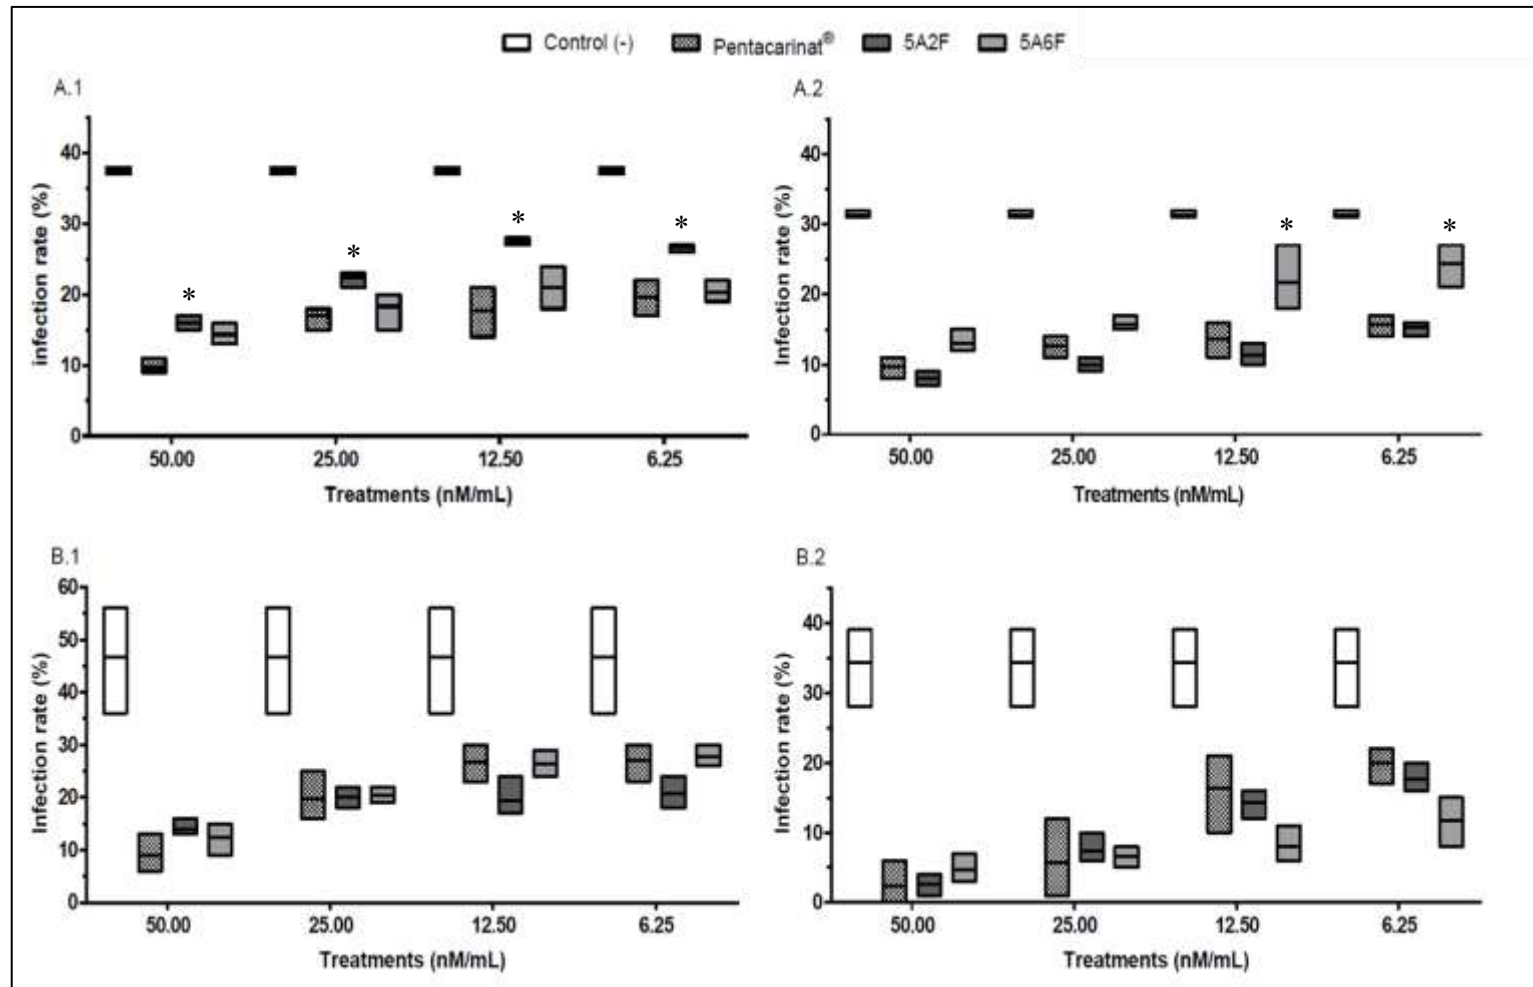 Control (-) Pentacarinat® 5A2F 5A6F
A.1
infection rate (%)
40
30
20
10
0
* * * *
50.00 25.00 12.50 6.25
Treatments (nM/mL)
A.2
Infection rate (%)
40
30
20
10
0
* *
50.00 25.00 12.50 6.25
Treatments (nM/mL)
B.1
Infection rate (%)
60
50
40
30
20
10
0
50.00 25.00 12.50 6.25
Treatments (nM/mL)
B.2
Infection rate (%)
40
30
20
10
0
50.00 25.00 12.50 6.25
Treatments (nM/mL)